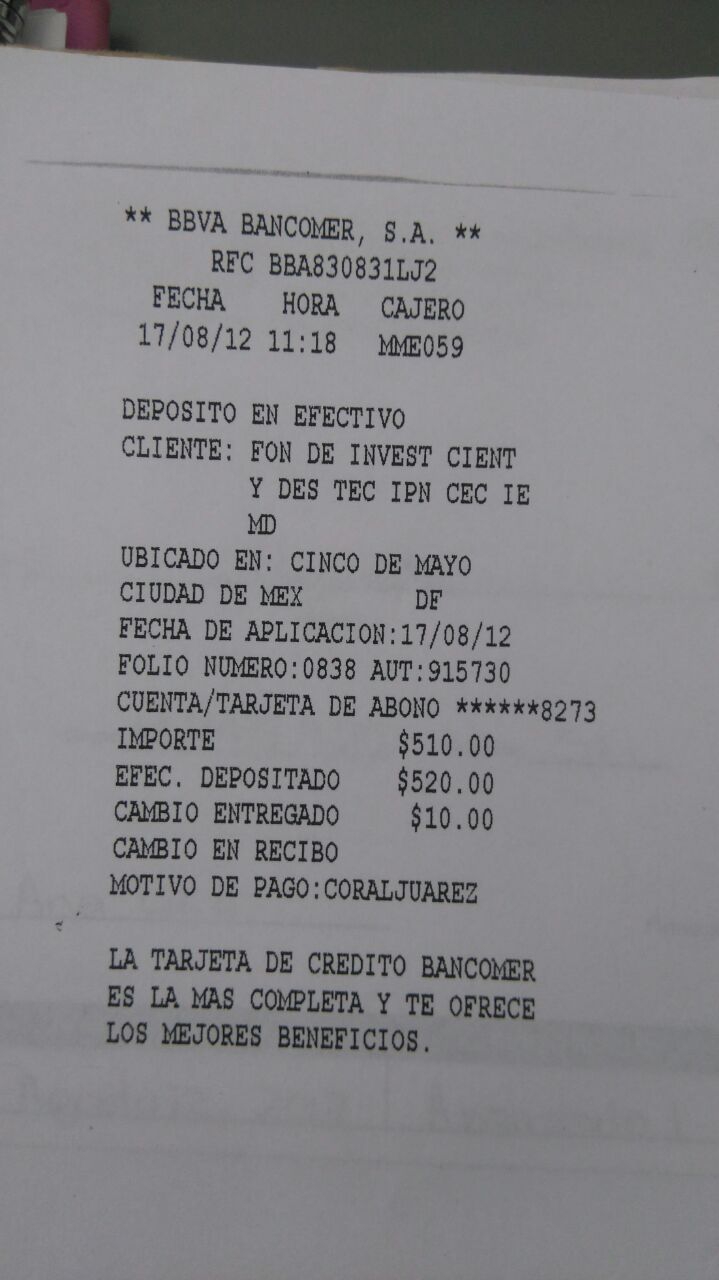 ** BBVA BANCOMER, S.A. **
RFC BBA830831LJ2
FECHA HORA CAJERO
17/08/12 11:18 MME059
DEPOSITO EN EFECTIVO
CLIENTE: FON DE INVEST CIENT
Y DES TEC IPN CEC IE
MD
UBICADO EN: CINCO DE MAYO
CIUDAD DE MEX DF
FECHA DE APLICACION:17/08/12
FOLIO NUMERO:0838 AUT:915730
CUENTA/TARJETA DE ABONO ******8273
IMPORTE $510.00
EFEC. DEPOSITADO $520.00
CAMBIO ENTREGADO $10.00
CAMBIO EN RECIBO
MOTIVO DE PAGO:CORALJUAREZ
LA TARJETA DE CREDITO BANCOMER
ES LA MAS COMPLETA Y TE OFRECE
LOS MEJORES BENEFICIOS.